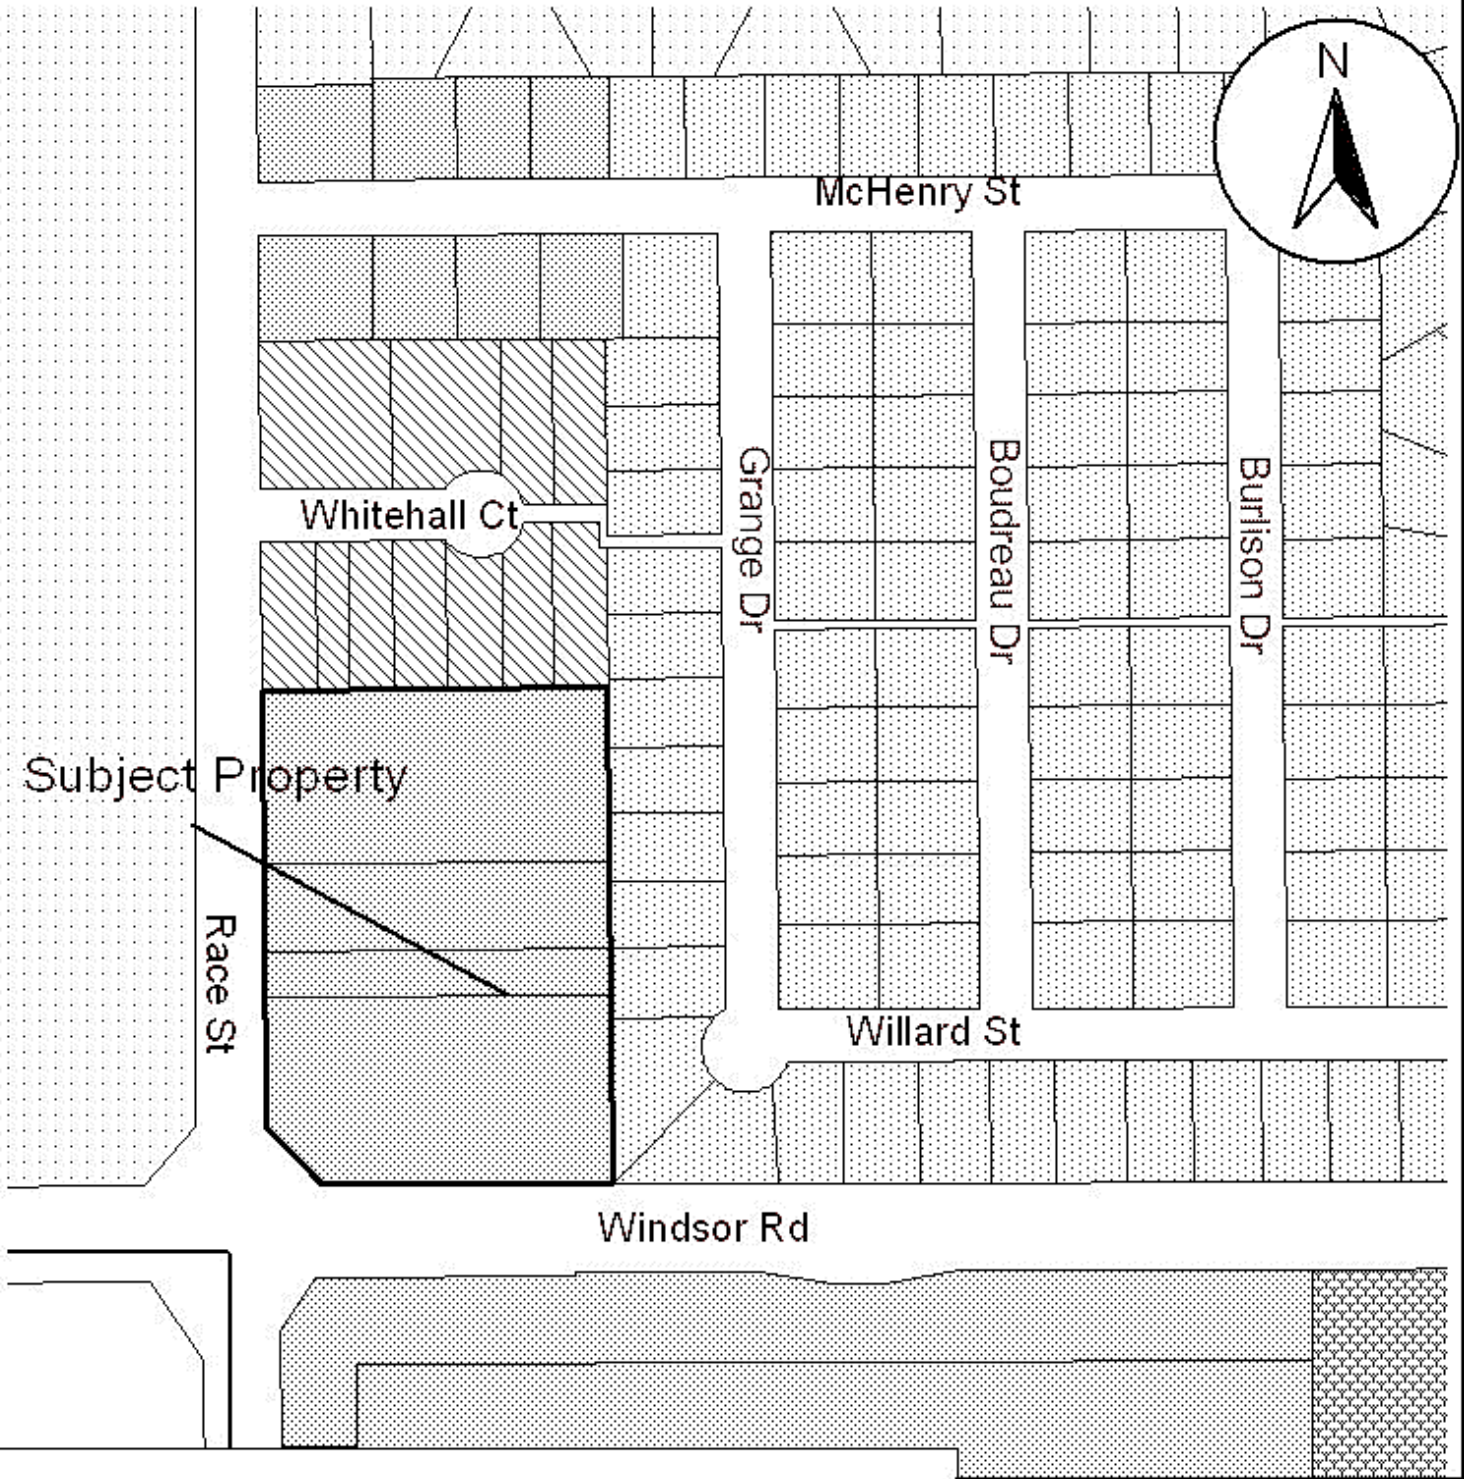 N
McHenry St
Grange Dr
Boudreau Dr
Burlison Dr
Whitehall Ct
Subject Property
Race St
Willard St
Windsor Rd